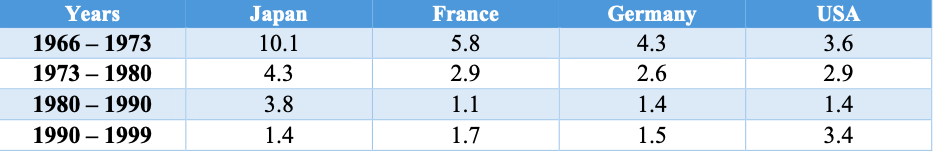 Years Japan France Germany USA
1966 – 1973 10.1 5.8 4.3 3.6
1973 – 1980 4.3 2.9 2.6 2.9
1980 – 1990 3.8 1.1 1.4 1.4
1990 – 1999 1.4 1.7 1.5 3.4